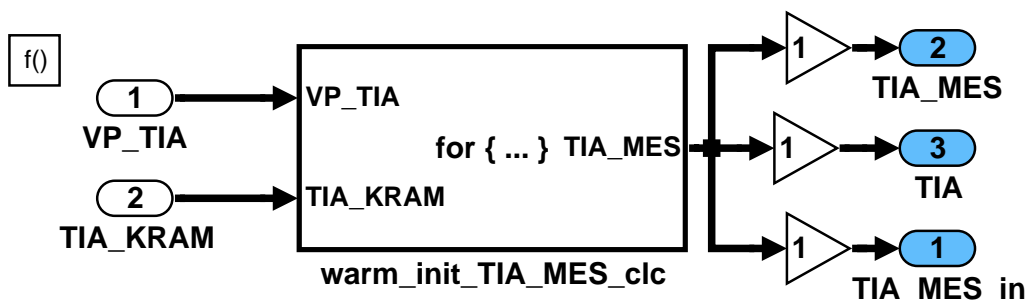 f()
1
VP_TIA
2
TIA_KRAM
VP_TIA
for { ... } TIA_MES
TIA_KRAM
warm_init_TIA_MES_clc
1
2
TIA_MES
1
3
TIA
1
1
TIA_MES_in